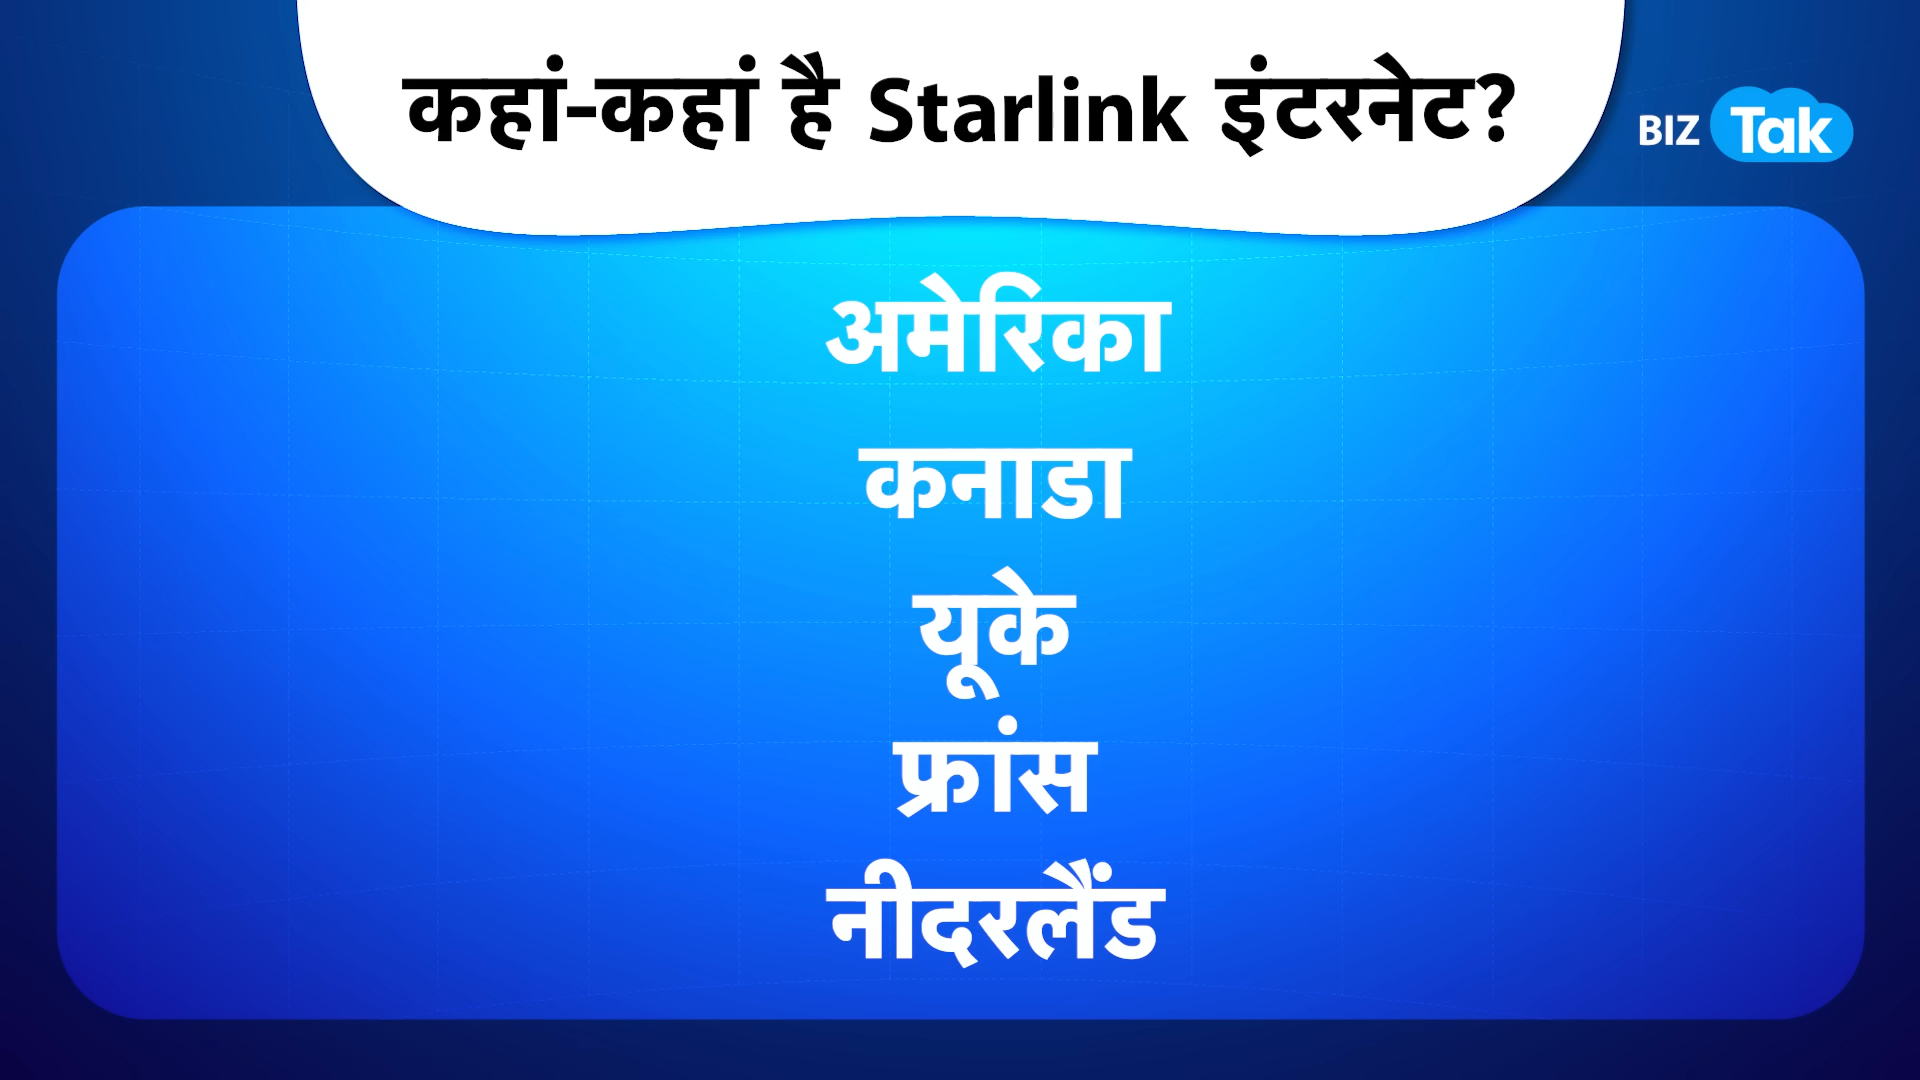 कहां-कहां है Starlink इंटरनेट?
BIZ Tak
अमेरिका
कनाडा
यूके
फ्रांस
नीदरलैंड